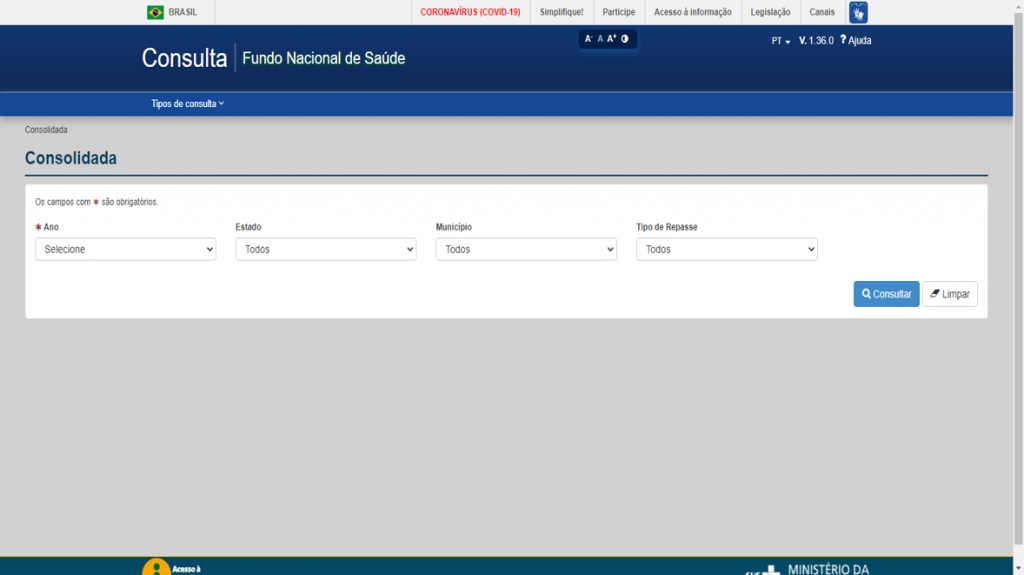 BRASIL
CORONAVÍRUS (COVID-19)
Simplifique!
Participe
Acesso à informação
Legislação
Canais
Consulta
Fundo Nacional de Saúde
A- A A+
PT
V. 1.36.0
? Ajuda
Tipos de consulta
Consolidada
Consolidada
Os campos com * são obrigatórios.
* Ano
Estado
Município
Tipo de Repasse
Selecione
Todos
Todos
Todos
Consultar
Limpar
Acesso à
MINISTÉRIO DA